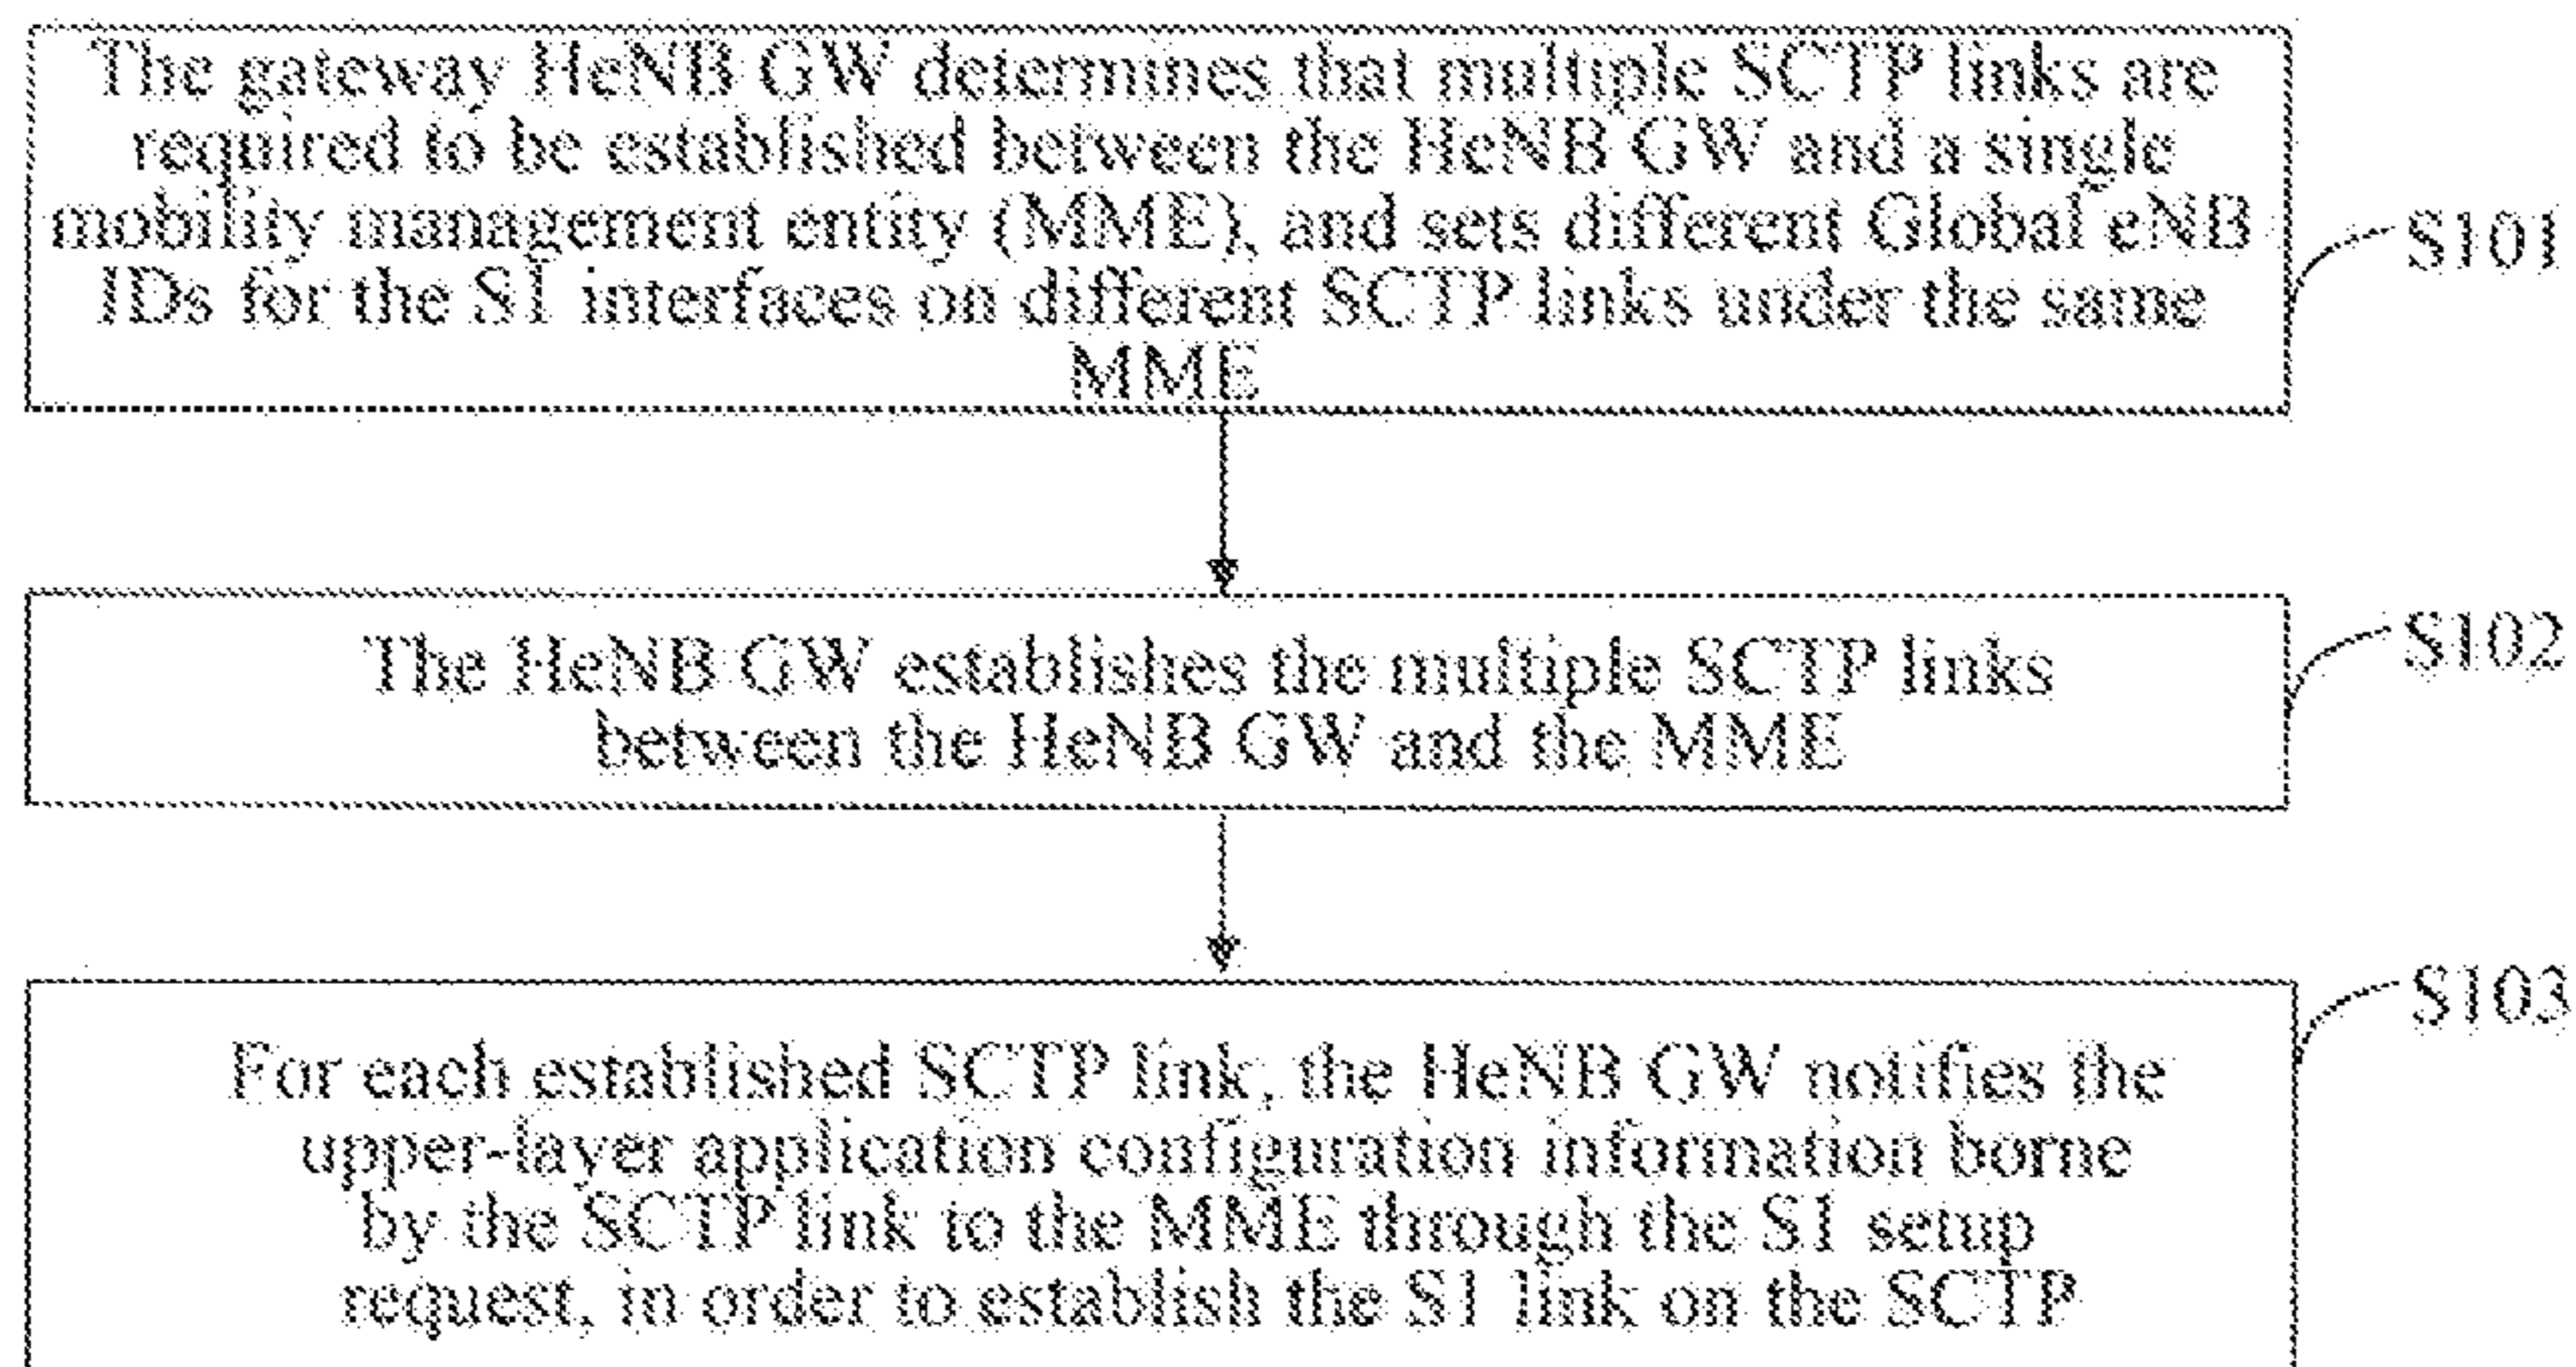 The gateway HeNB GW determines that multiple SCTP links are
required to be established between the HeNB GW and a single
mobility management entity (MME), and sets different Global eNB
IDs for the S1 interfaces on different SCTP links under the same
MME
S101
The HeNB GW establishes the multiple SCTP links
between the HeNB GW and the MME
S102
For each established SCTP link, the HeNB GW notifies the
upper-layer application configuration information borne
by the SCTP link to the MME through the S1 setup
request, in order to establish the S1 link on the SCTP
S103